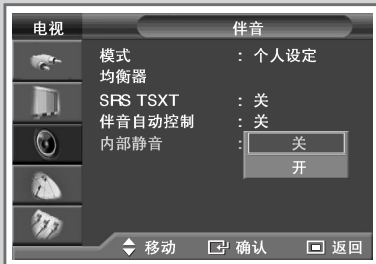 电视 伴音
模式 : 个人设定
均衡器
SRS TSXT : 关
伴音自动控制 : 关
内部静音 : 关
开
移动 确认 返回